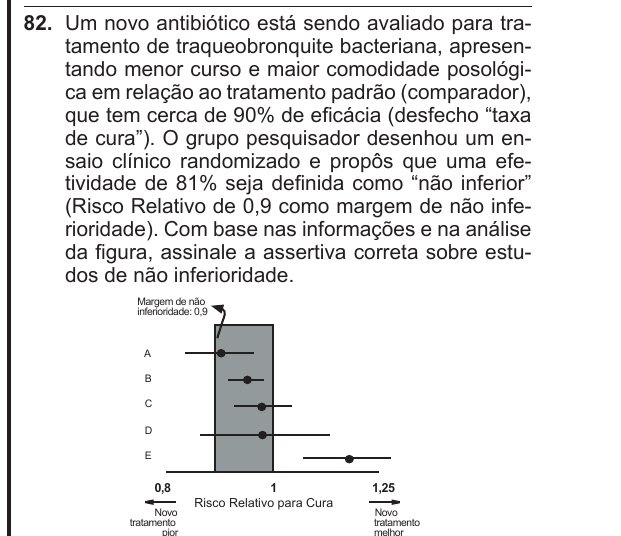 82. Um novo antibiótico está sendo avaliado para tra-
tamento de traqueobronquite bacteriana, apresen-
tando menor curso e maior comodidade posológi-
ca em relação ao tratamento padrão (comparador),
que tem cerca de 90% de eficácia (desfecho “taxa
de cura”). O grupo pesquisador desenhou um en-
saio clínico randomizado e propôs que uma efe-
tividade de 81% seja definida como “não inferior”
(Risco Relativo de 0,9 como margem de não infe-
rioridade). Com base nas informações e na análise
da figura, assinale a assertiva correta sobre estu-
dos de não inferioridade.
Margem de não
inferioridade: 0,9
A
B
C
D
E
0,8 1 1,25
Risco Relativo para Cura
Novo
tratamento
pior
Novo
tratamento
melhor